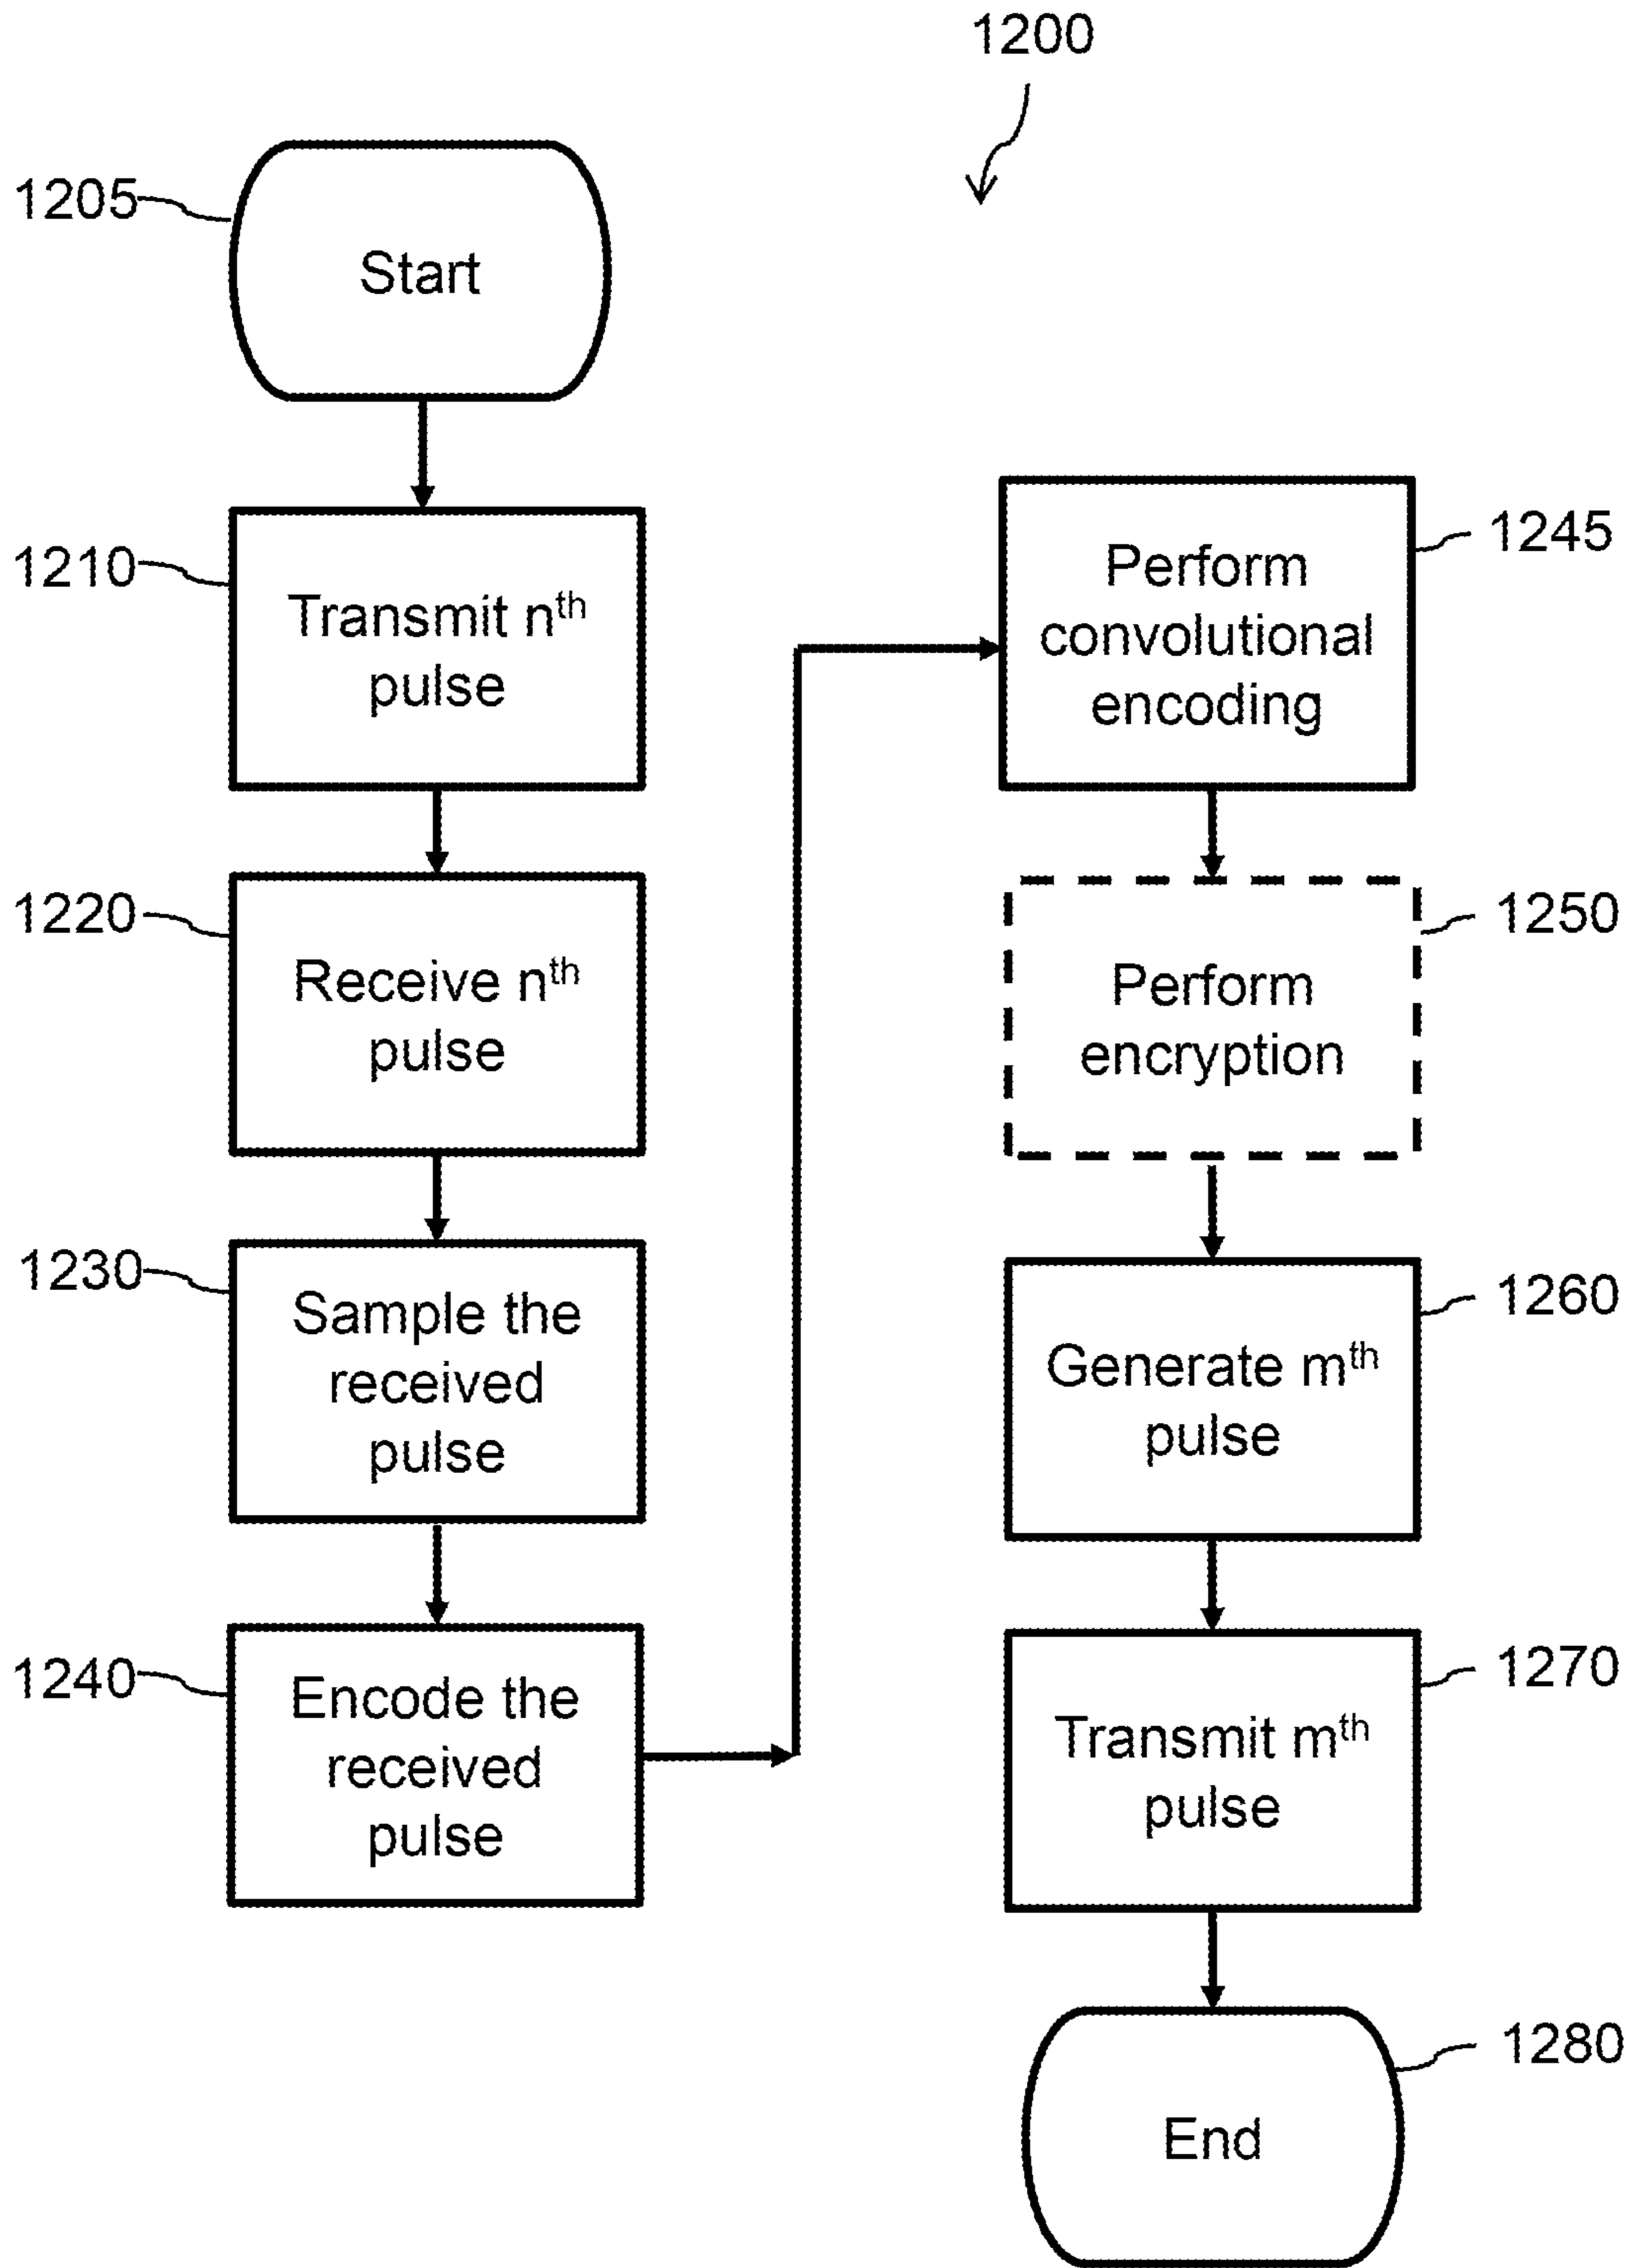 1200
1205
Start
1210
Transmit nth
pulse
1220
Receive nth
pulse
1230
Sample the
received
pulse
1240
Encode the
received
pulse
1245
Perform
convolutional
encoding
1250
Perform
encryption
1260
Generate mth
pulse
1270
Transmit mth
pulse
1280
End